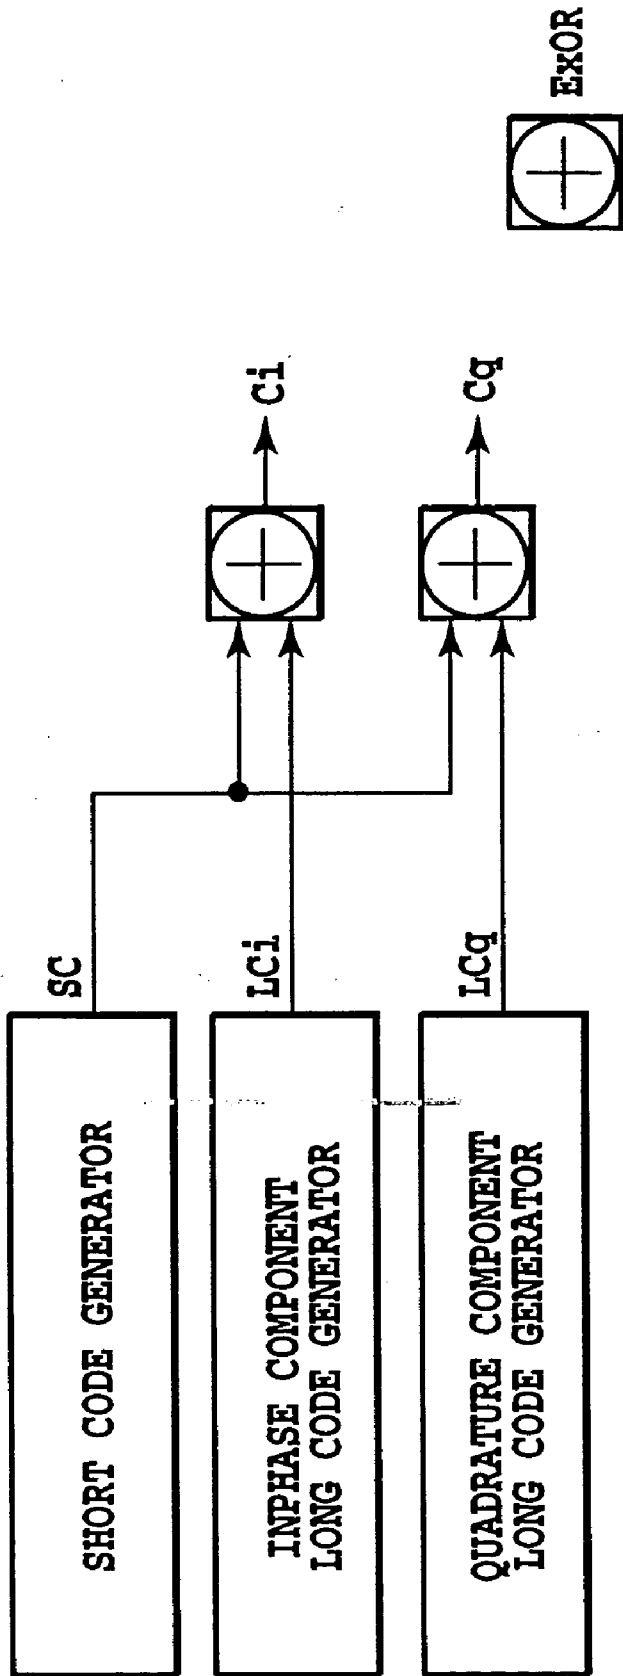 SHORT CODE GENERATOR
SC
INPHASE COMPONENT
LONG CODE GENERATOR
LCi
Ci
QUADRATURE COMPONENT
LONG CODE GENERATOR
LCq
Cq
ExOR